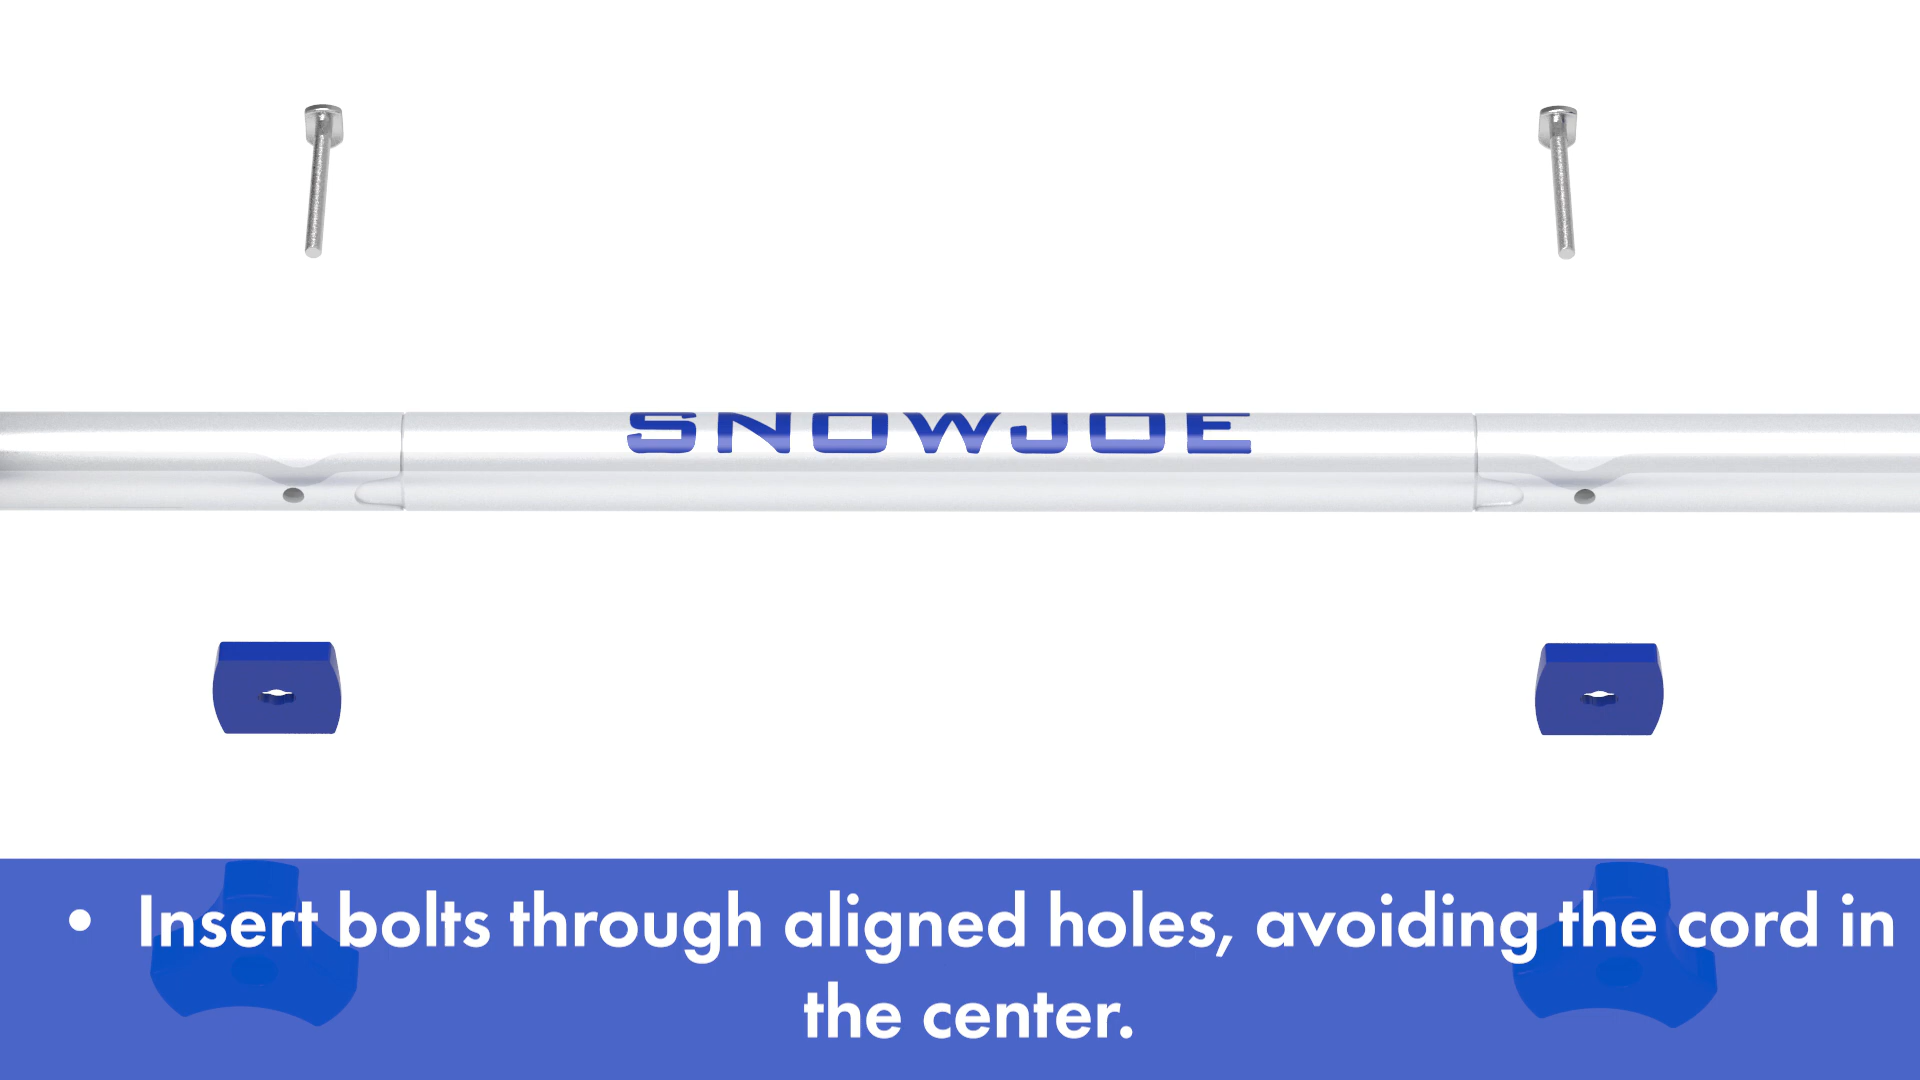 SNOWJOE
• Insert bolts through aligned holes, avoiding the cord in
the center.